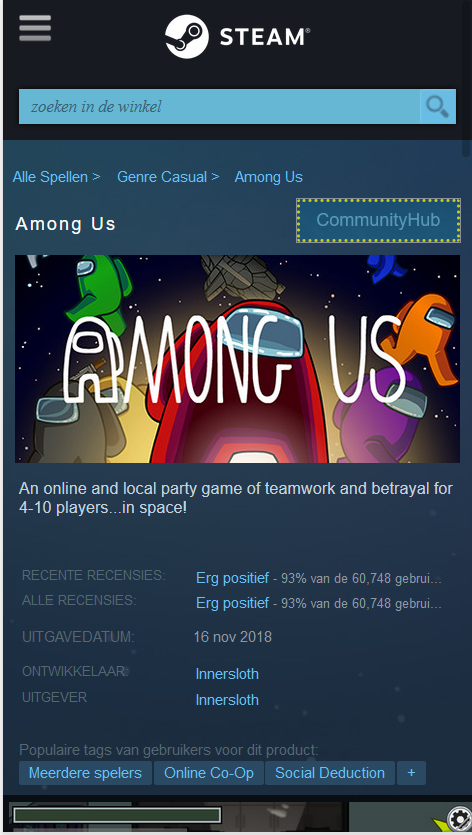 STEAM®
zoeken in de winkel
Alle Spellen > Genre Casual > Among Us
Among Us
CommunityHub
AMONG US
An online and local party game of teamwork and betrayal for
4-10 players...in space!
RECENTE RECENSIES: Erg positief - 93% van de 60,748 gebrui...
ALLE RECENSIES: Erg positief - 93% van de 60,748 gebrui...
UITGAVEDATUM: 16 nov 2018
ONTWIKKELAAR: Innersloth
UITGEVER Innersloth
Populaire tags van gebruikers voor dit product:
Meerdere spelers Online Co-Op Social Deduction +